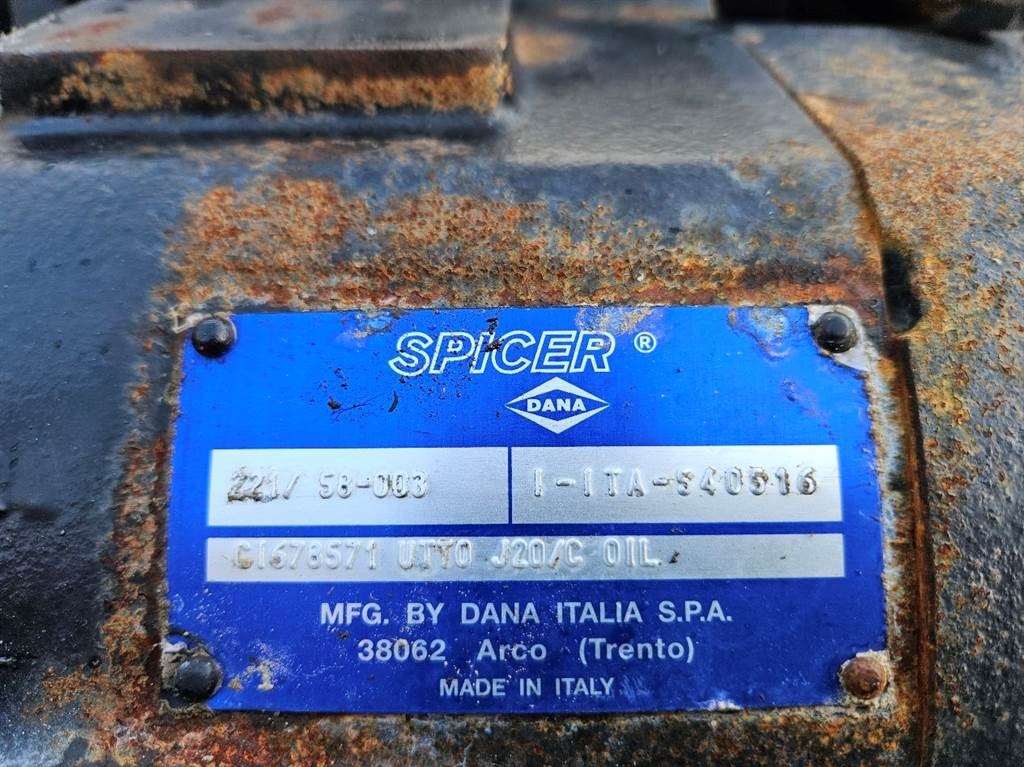 SPICER ®
DANA
221/ 58-003 I-ITA-S40516
C1678571 UTTO J20/C OIL
MFG. BY DANA ITALIA S.P.A.
38062 Arco (Trento)
MADE IN ITALY